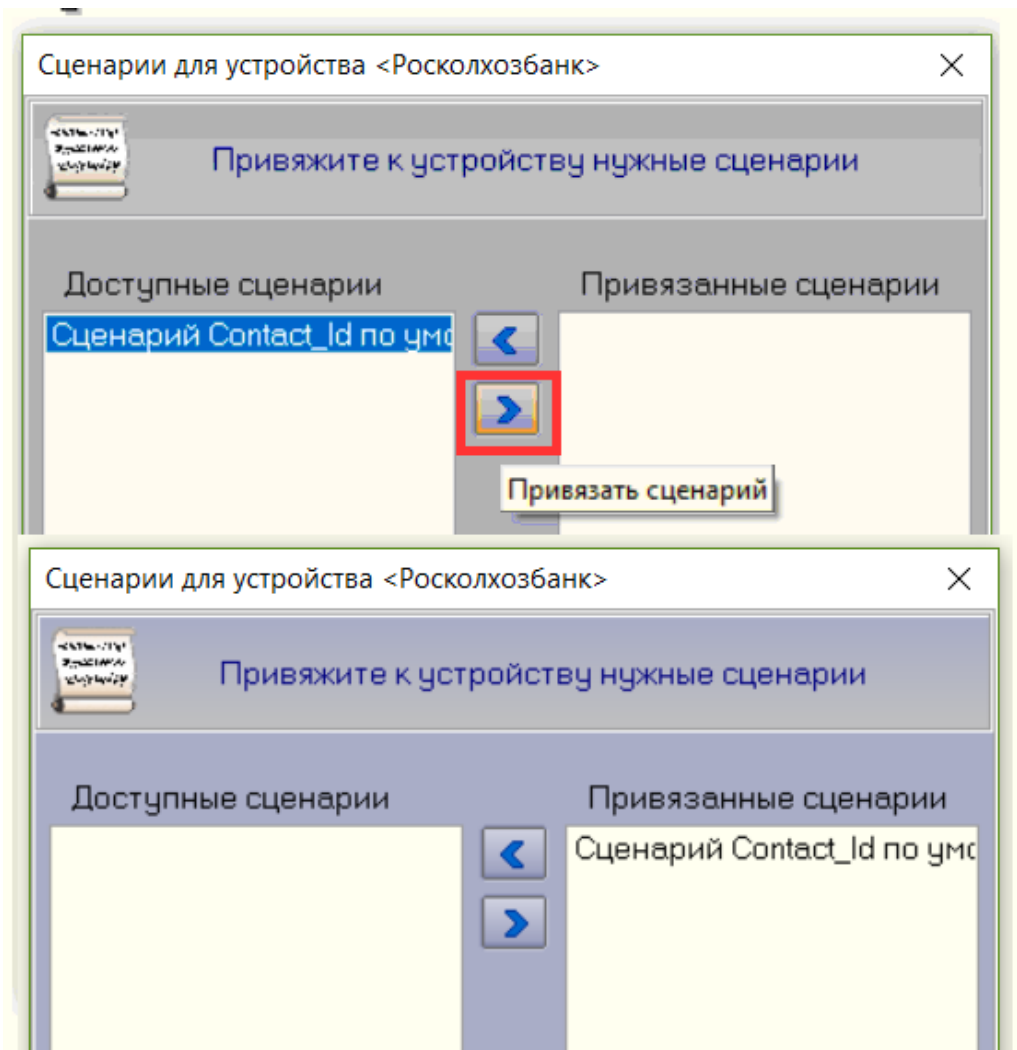 Сценарии для устройства <Росколхозбанк>
Привяжите к устройству нужные сценарии
Доступные сценарии
Привязанные сценарии
Сценарий Contact_Id по умо
Привязать сценарий
Сценарии для устройства <Росколхозбанк>
Привяжите к устройству нужные сценарии
Доступные сценарии
Привязанные сценарии
Сценарий Contact_Id по умо